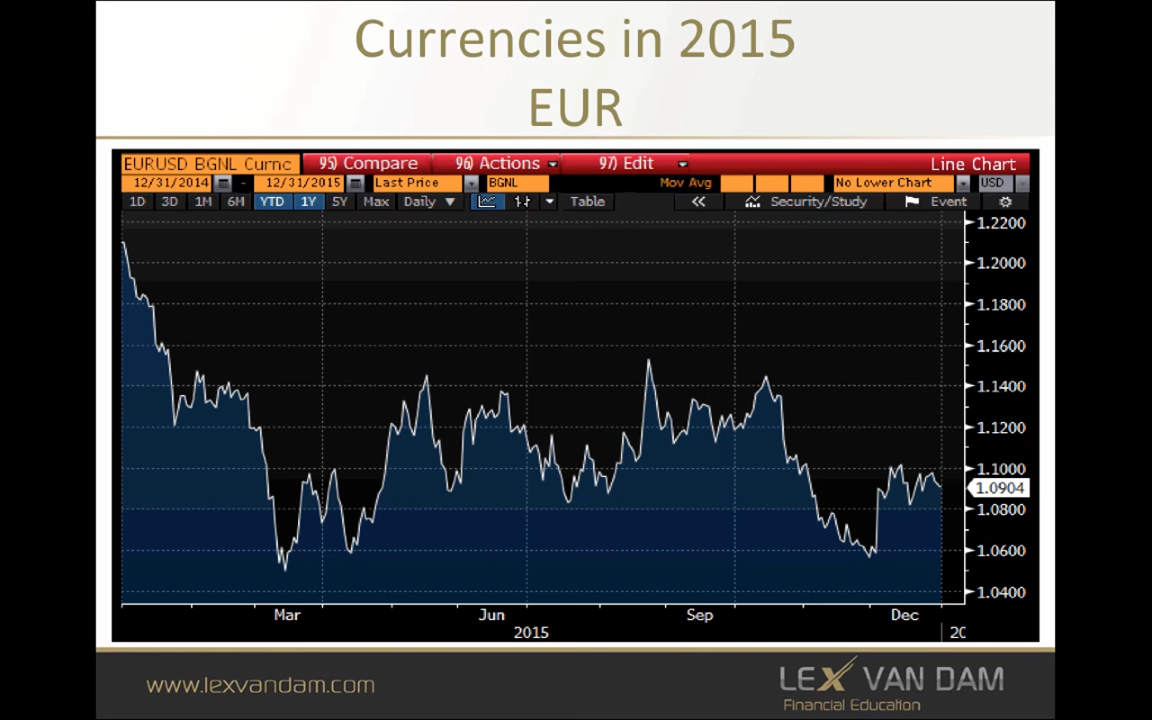 Currencies in 2015
EUR
EURUSD BGNL Curnc 95) Compare 96) Actions 97) Edit Line Chart
12/31/2014 - 12/31/2015 Last Price BGNL Mov Avg No Lower Chart USD
1D 3D 1M 6M YTD 1Y 5Y Max Daily Table Security/Study Event
1.2200
1.2000
1.1800
1.1600
1.1400
1.1200
1.1000
1.0904
1.0800
1.0600
1.0400
Mar Jun Sep Dec
2015 20
www.lexvandam.com
LEX VAN DAM
Financial Education